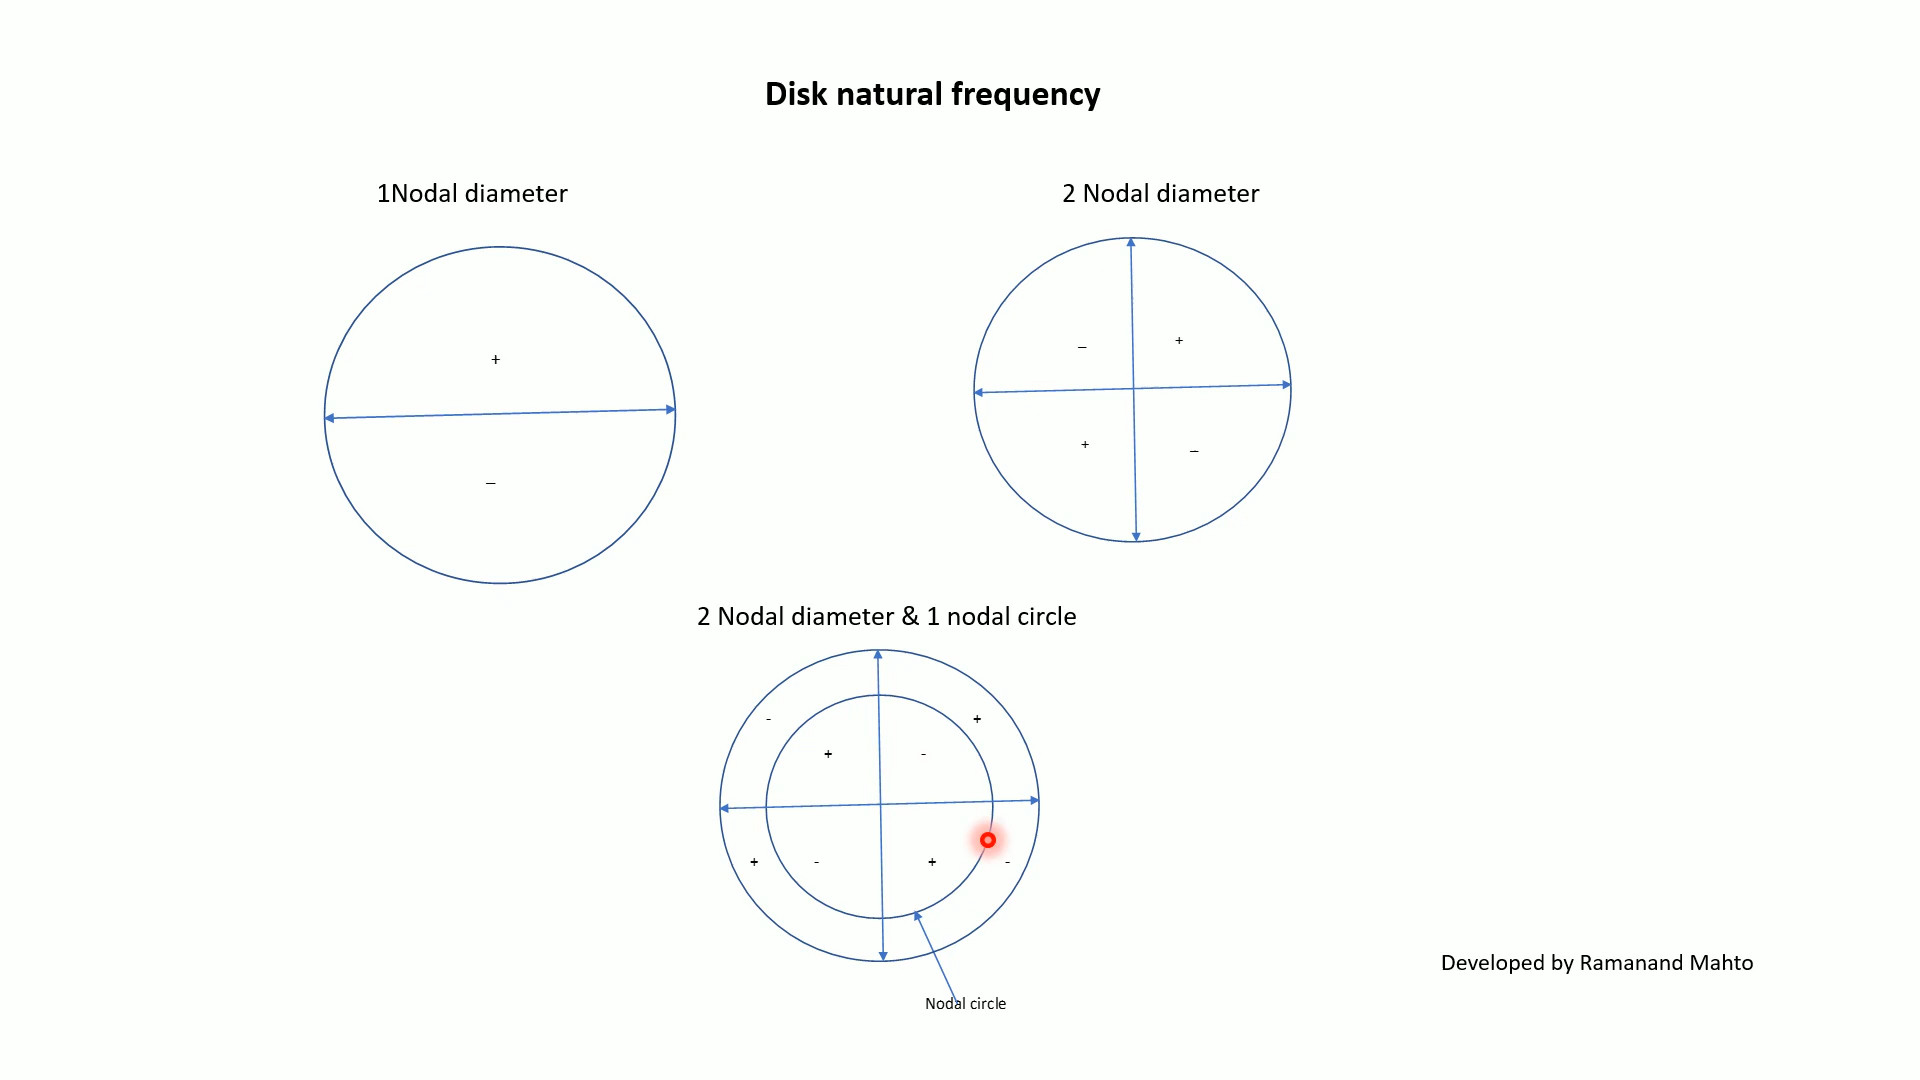 Disk natural frequency
1Nodal diameter
2 Nodal diameter
+
–
–
+
+
–
2 Nodal diameter & 1 nodal circle
-
+
+
-
+
-
+
-
Nodal circle
Developed by Ramanand Mahto